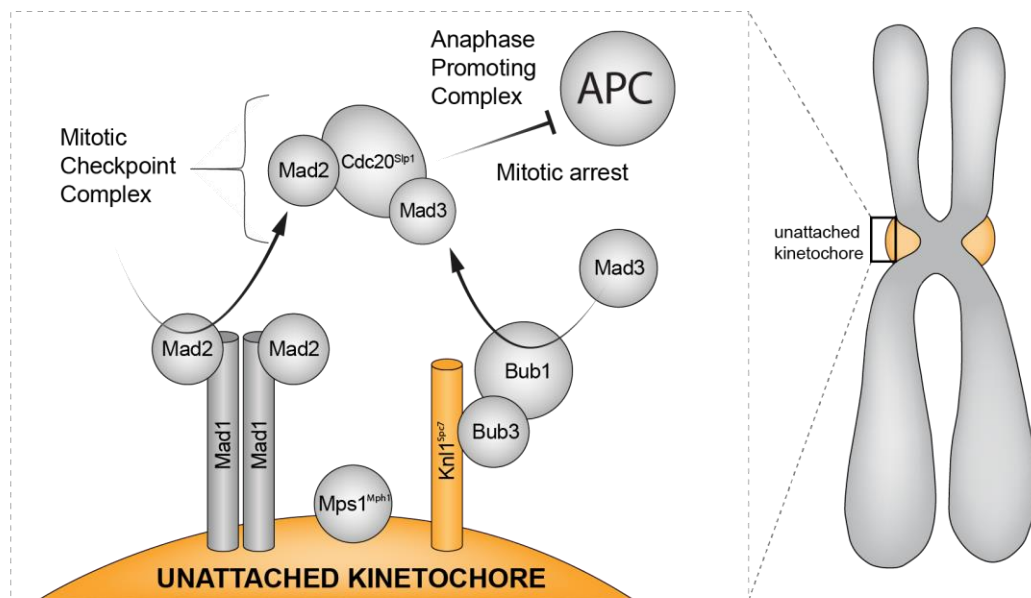 Anaphase
Promoting
Complex
APC
Mitotic
Checkpoint
Complex
Mad2
Cdc20Slp1
Mad3
Mitotic arrest
unattached
kinetochore
Mad3
Mad2
Mad2
Bub1
Bub3
Mad1
Mad1
Knl1Spc7
Mps1Mph1
UNATTACHED KINETOCHORE